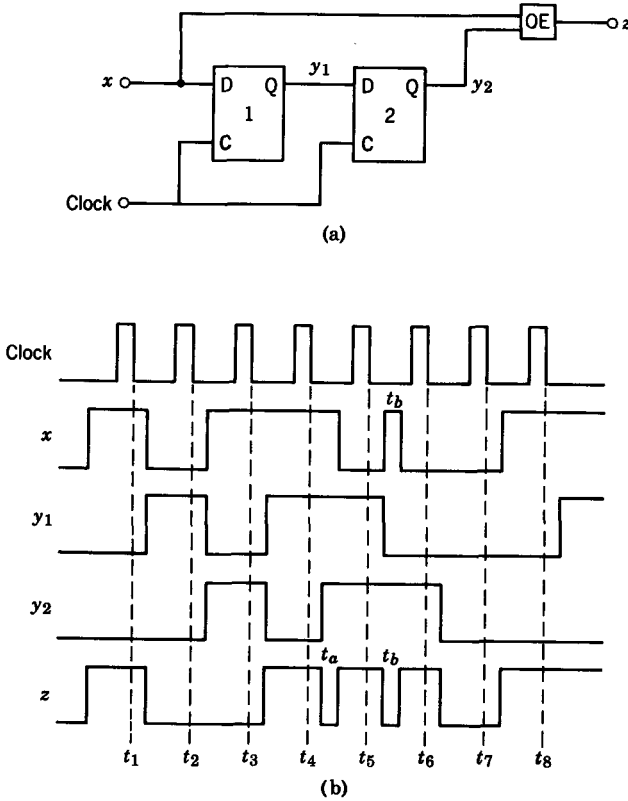 OE
z
x
D Q
1
C
y1
D Q
2
C
y2
Clock
(a)
Clock
x
tb
y1
y2
ta tb
z
t1 t2 t3 t4 t5 t6 t7 t8
(b)